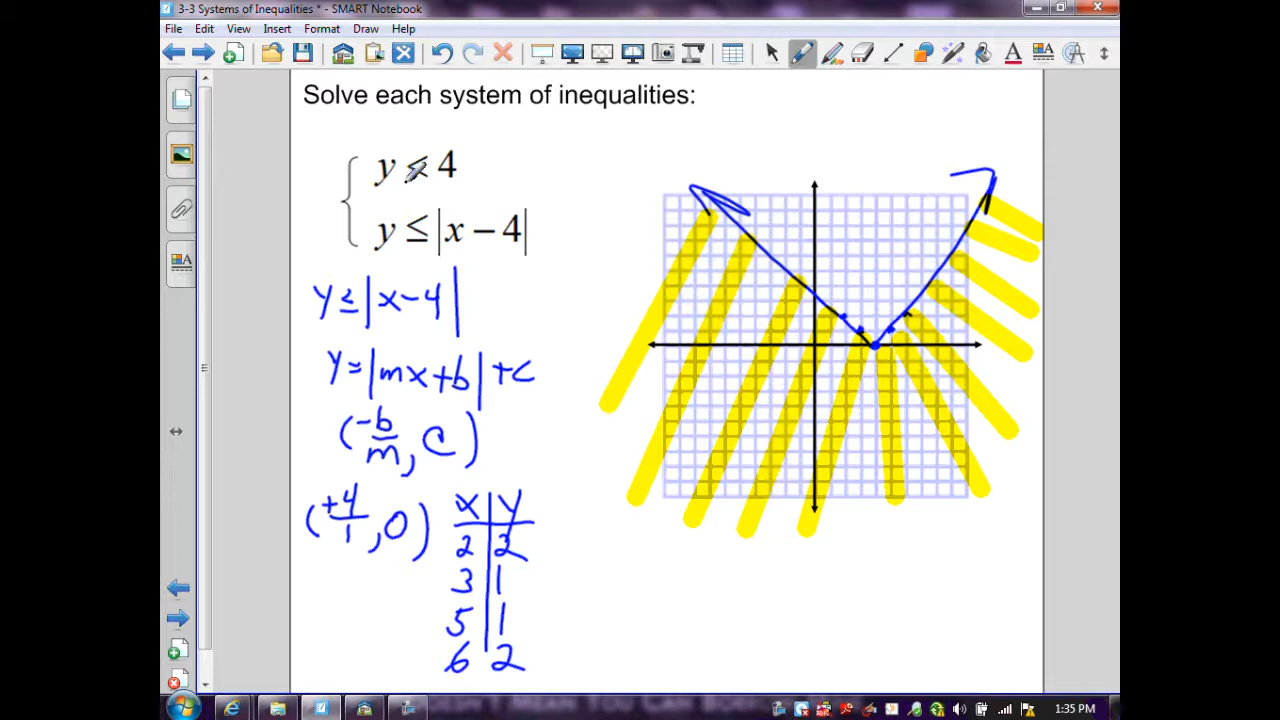 3-3 Systems of Inequalities * - SMART Notebook
File Edit View Insert Format Draw Help
Solve each system of inequalities:
y < 4
y ≤ |x − 4|
y ≤ |x−4|
y = |mx+b| +c
(-b/m, C)
(+4/1, 0)
x | y
2 | 2
3 | 1
5 | 1
6 | 2
1:35 PM